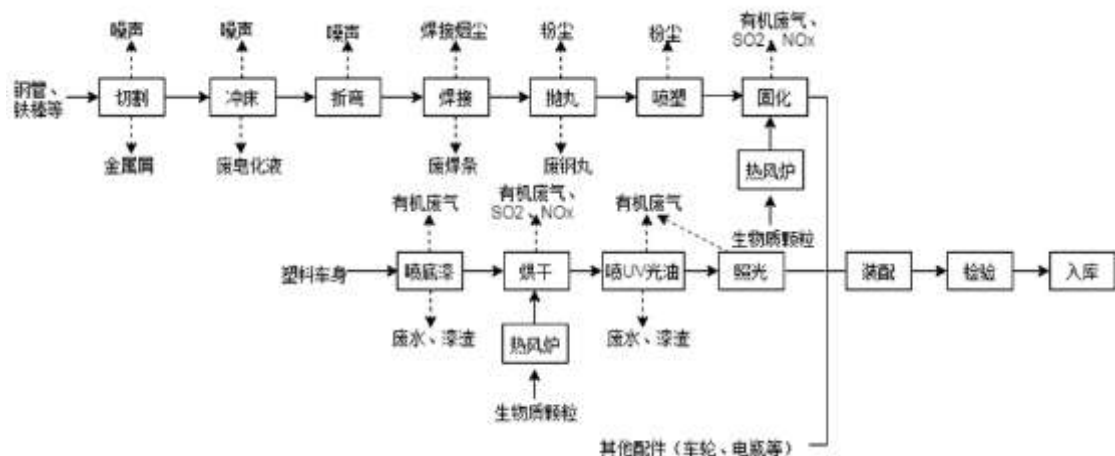 噪声
噪声
噪声
焊接烟尘
粉尘
粉尘
有机废气、
SO2、NOx
钢管、
铁棒等
切割
冲床
折弯
焊接
抛丸
喷塑
固化
金属屑
废皂化液
废焊条
废钢丸
热风炉
生物质颗粒
有机废气
有机废气、
SO2、NOx
有机废气
塑料车身
喷底漆
烘干
喷UV光油
照光
装配
检验
入库
废水、漆渣
热风炉
废水、漆渣
生物质颗粒
其他配件（车轮、电瓶等）